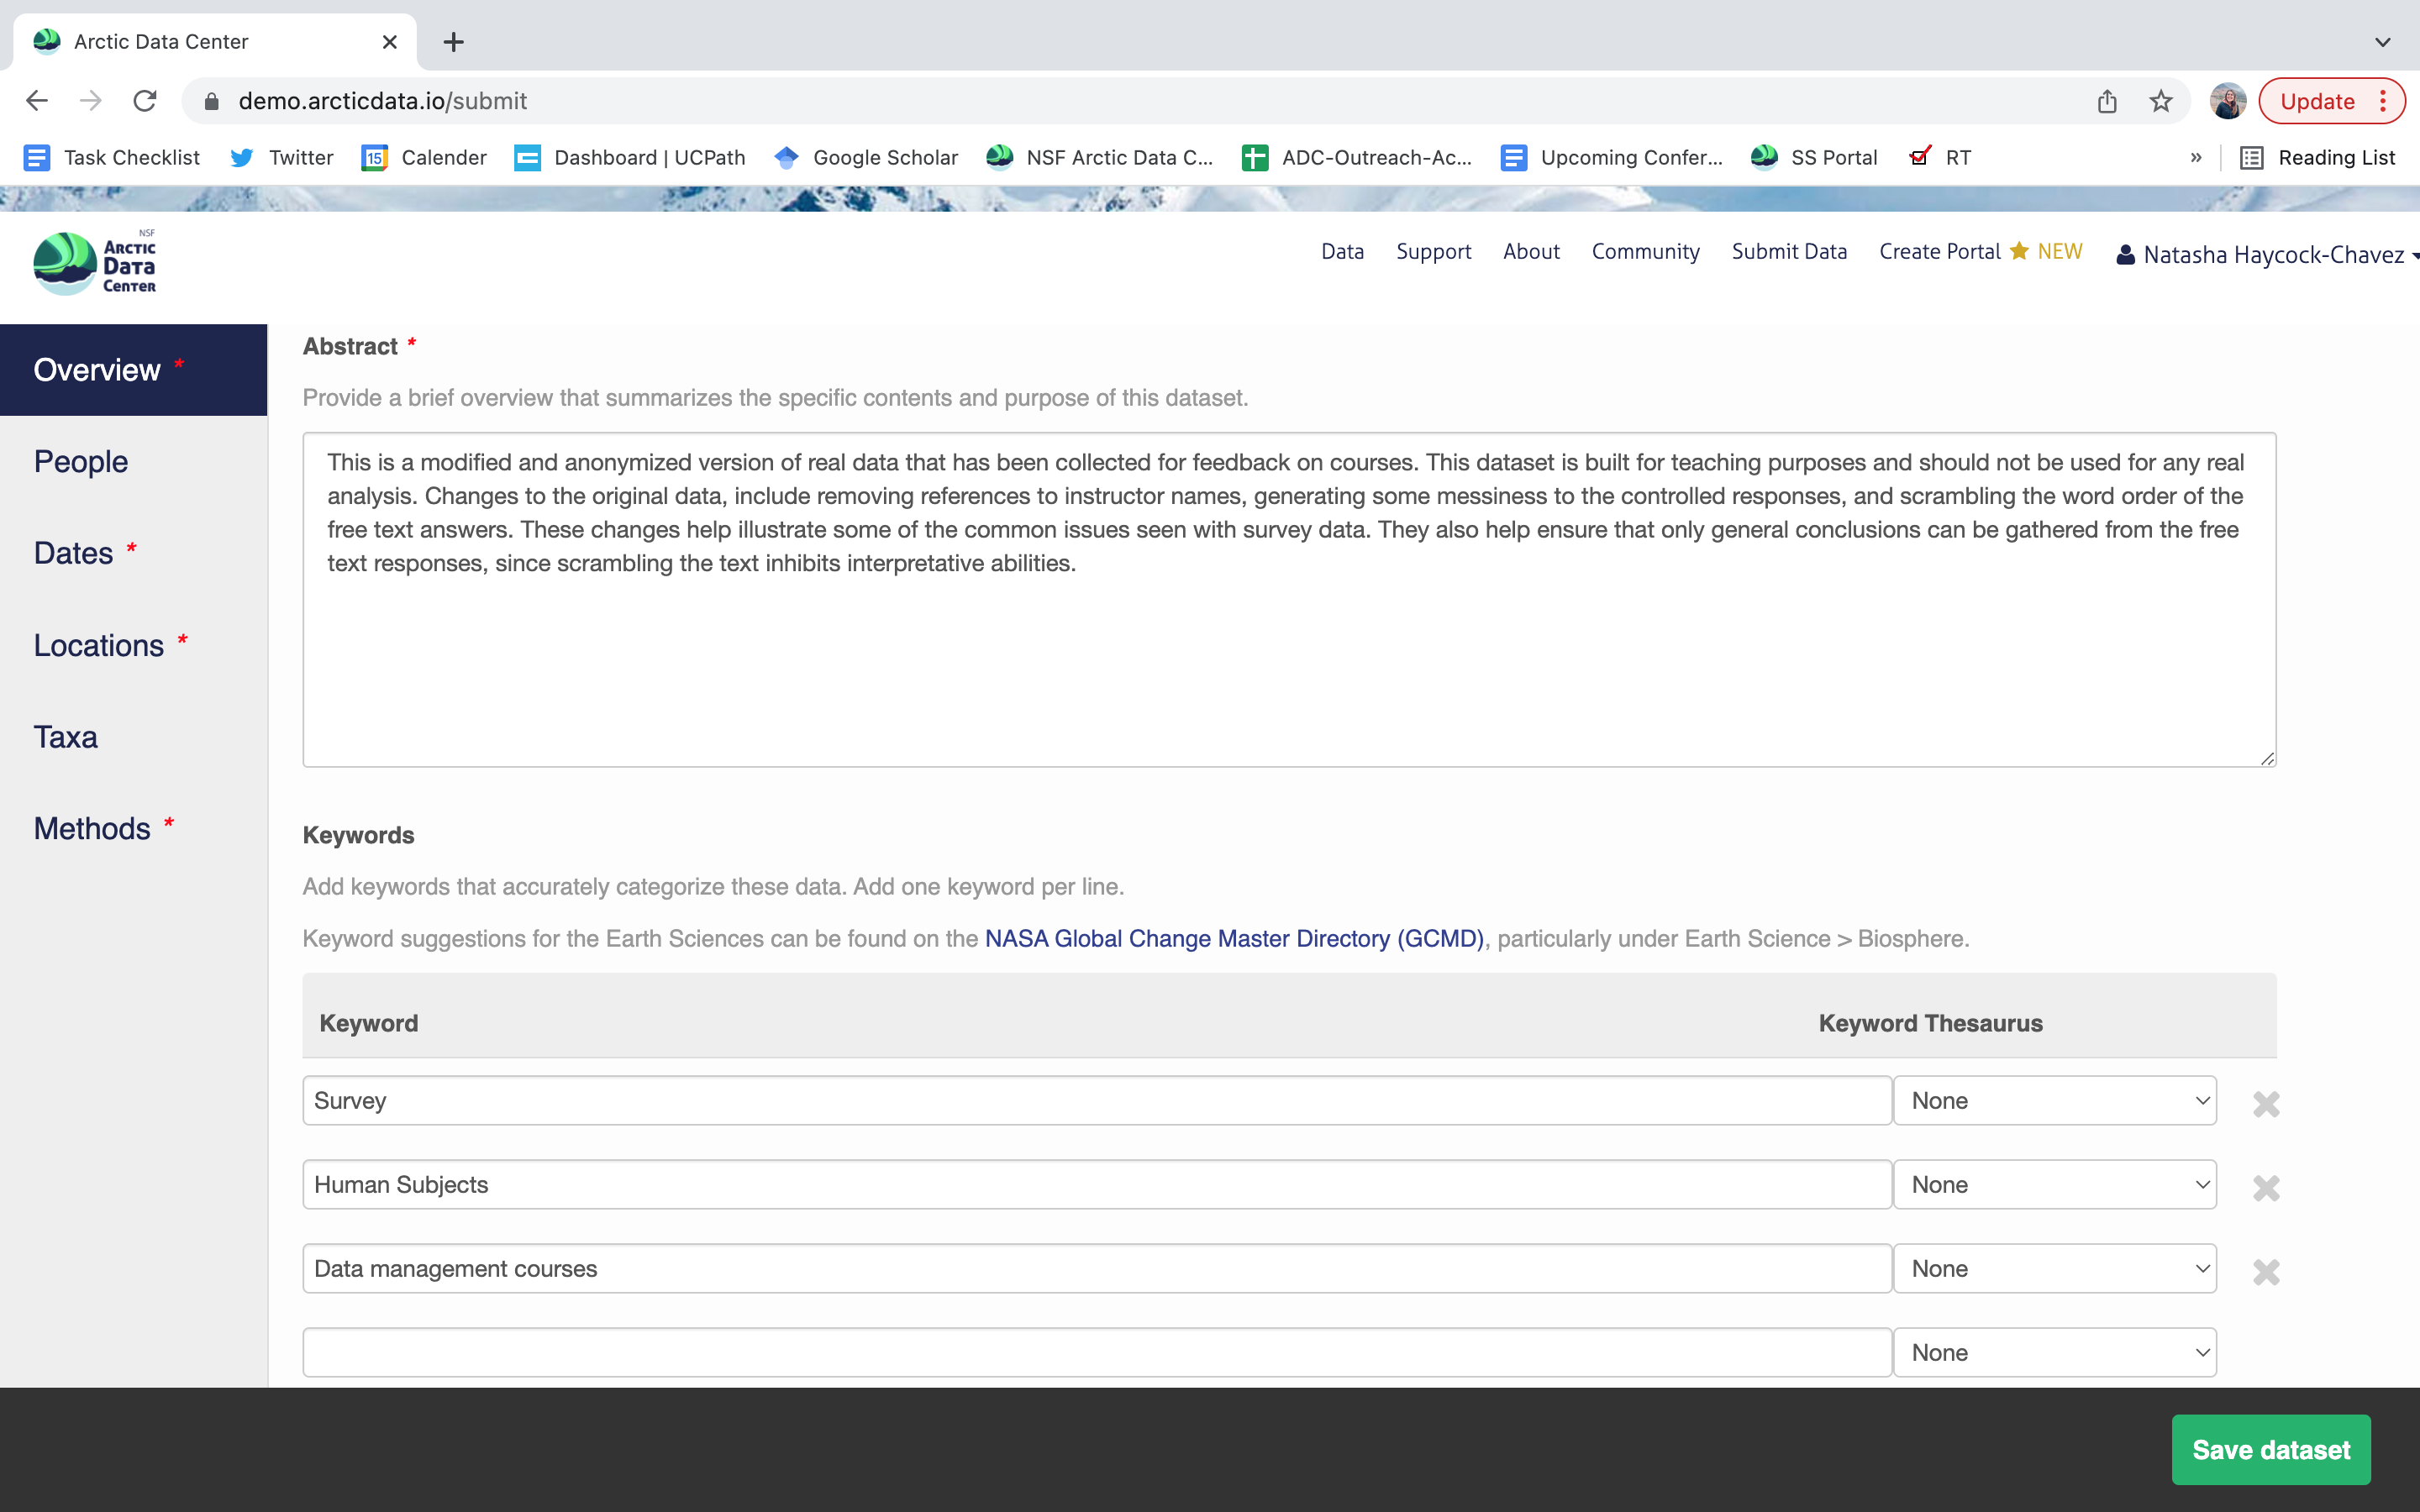 Arctic Data Center
demo.arcticdata.io/submit
Update
Task Checklist
Twitter
15
Calender
Dashboard | UCPath
Google Scholar
NSF Arctic Data C...
ADC-Outreach-Ac...
Upcoming Confer...
SS Portal
RT
»
Reading List
NSF
ARCTIC
DATA
CENTER
Data
Support
About
Community
Submit Data
Create Portal NEW
Natasha Haycock-Chavez
Overview *
People
Dates *
Locations *
Taxa
Methods *
Abstract *
Provide a brief overview that summarizes the specific contents and purpose of this dataset.
This is a modified and anonymized version of real data that has been collected for feedback on courses. This dataset is built for teaching purposes and should not be used for any real
analysis. Changes to the original data, include removing references to instructor names, generating some messiness to the controlled responses, and scrambling the word order of the
free text answers. These changes help illustrate some of the common issues seen with survey data. They also help ensure that only general conclusions can be gathered from the free
text responses, since scrambling the text inhibits interpretative abilities.
Keywords
Add keywords that accurately categorize these data. Add one keyword per line.
Keyword suggestions for the Earth Sciences can be found on the NASA Global Change Master Directory (GCMD), particularly under Earth Science > Biosphere.
Keyword
Keyword Thesaurus
Survey
None
Human Subjects
None
Data management courses
None
None
Save dataset